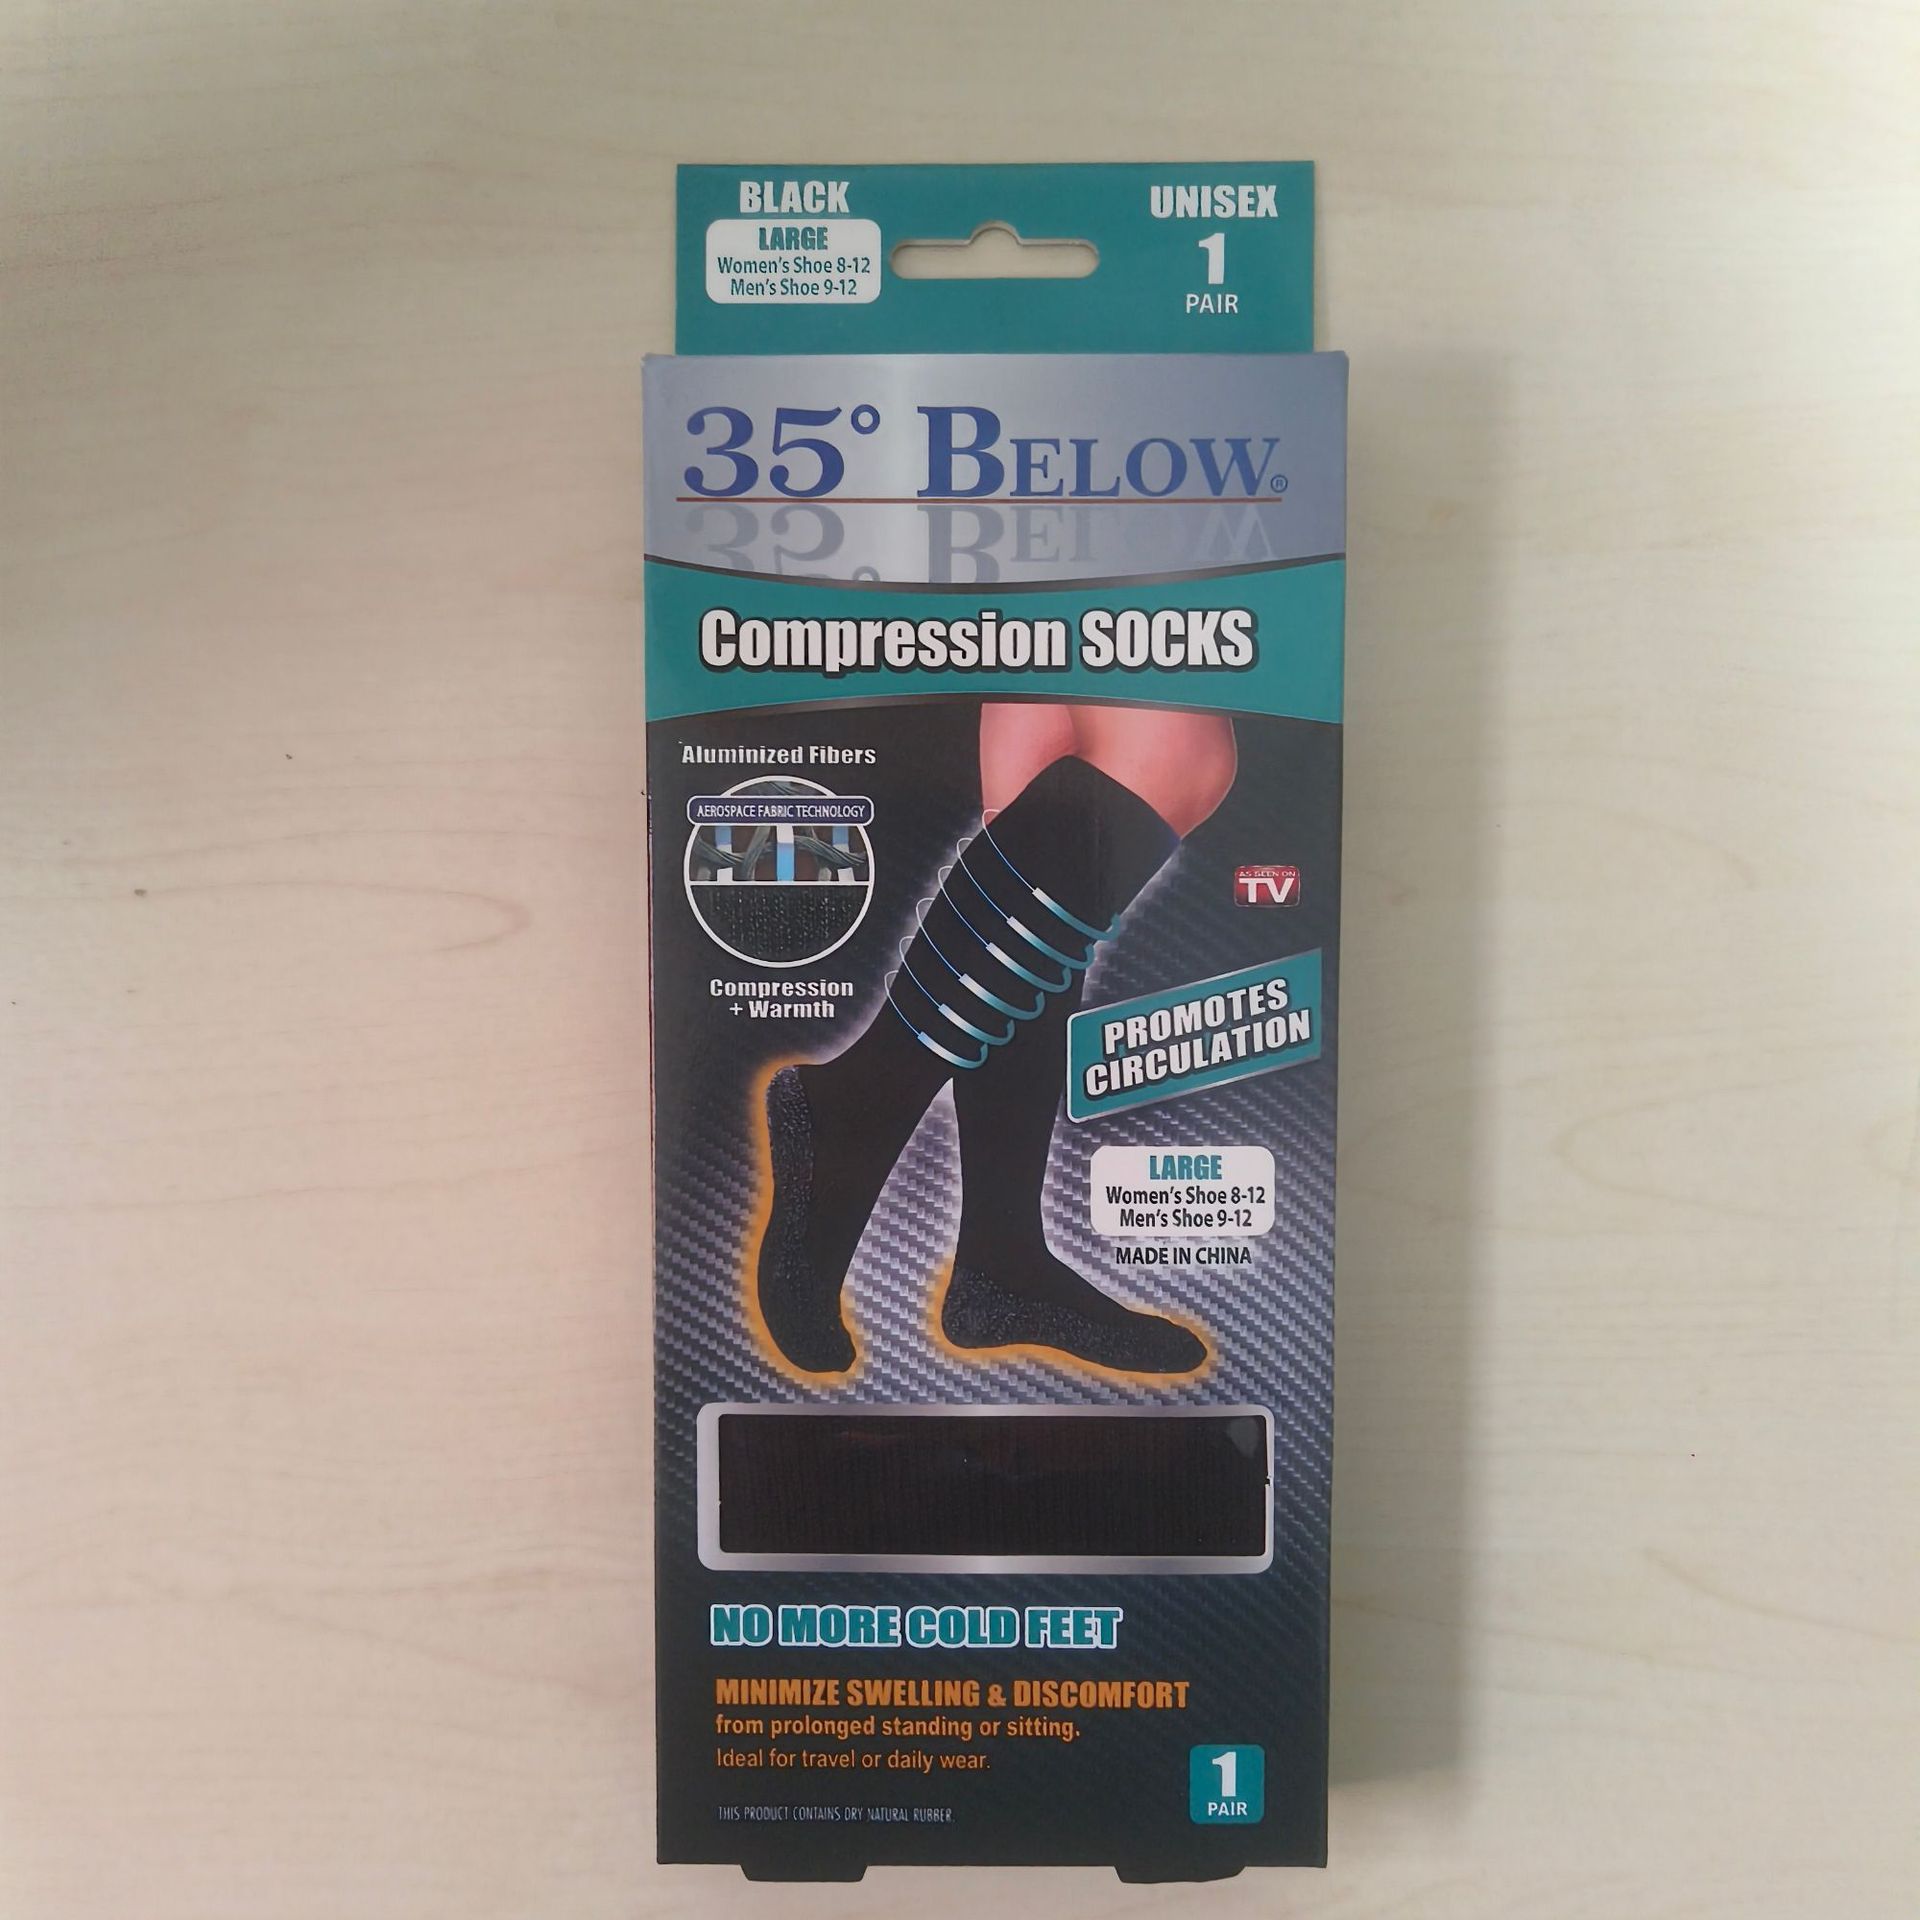 BLACK
LARGE
Women's Shoe 8-12
Men's Shoe 9-12
UNISEX
1
PAIR
35° BELOW®
Compression SOCKS
Aluminized Fibers
AEROSPACE FABRIC TECHNOLOGY
Compression
+ Warmth
AS SEEN ON
TV
PROMOTES
CIRCULATION
LARGE
Women's Shoe 8-12
Men's Shoe 9-12
MADE IN CHINA
NO MORE COLD FEET
MINIMIZE SWELLING & DISCOMFORT
from prolonged standing or sitting.
Ideal for travel or daily wear.
1
PAIR
THIS PRODUCT CONTAINS DRY NATURAL RUBBER.